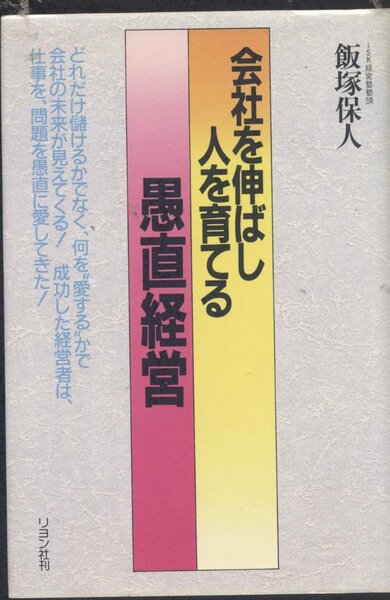 ISK経営塾塾頭
飯塚保人
会社を伸ばし
人を育てる
愚直経営
どれだけ儲けるかでなく、何を"愛する"かで
会社の未来が見えてくる! 成功した経営者は、
仕事を、問題を愚直に愛してきた!
リヨン社刊